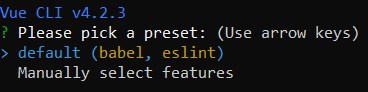 Vue CLI v4.2.3
? Please pick a preset: (Use arrow keys)
> default (babel, eslint)
Manually select features